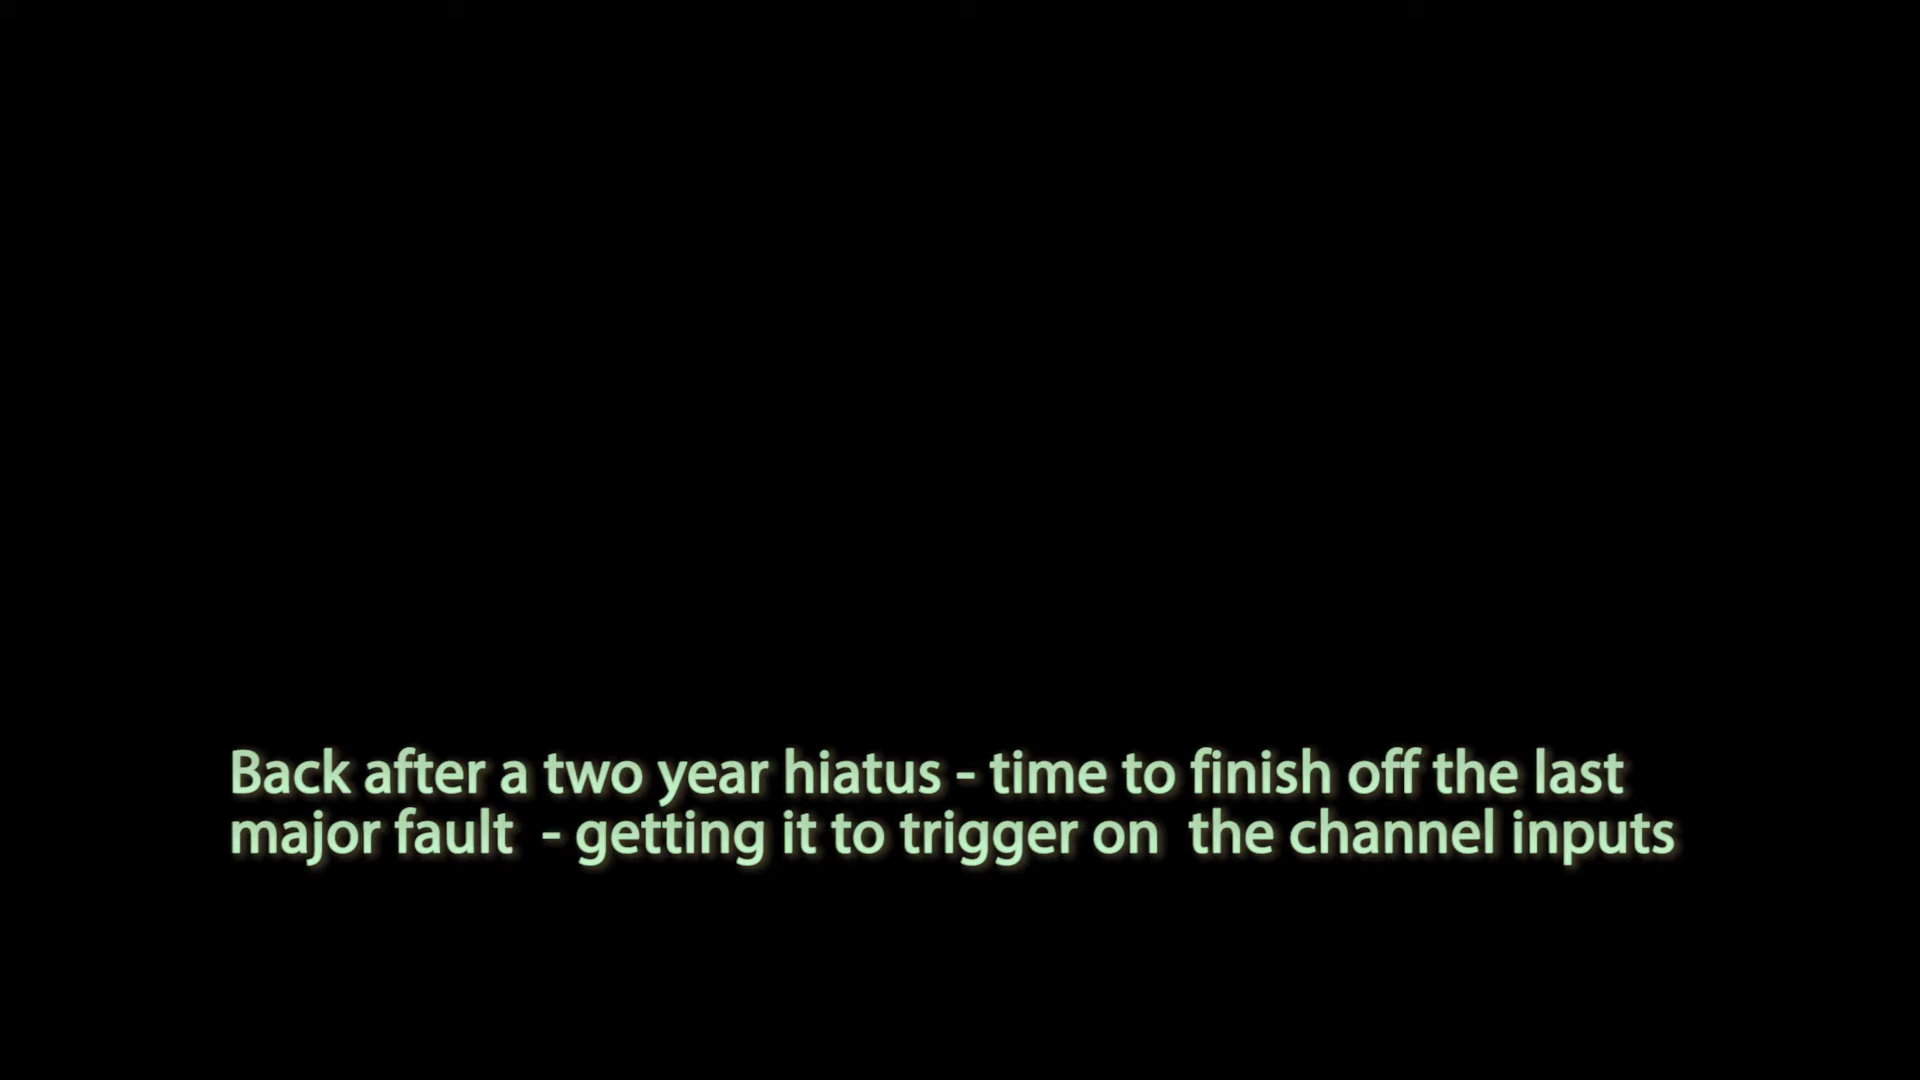 Back after a two year hiatus - time to finish off the last
major fault  - getting it to trigger on  the channel inputs